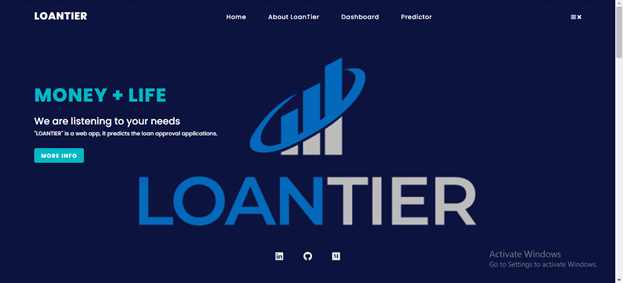 LOANTIER
Home
About LoanTier
Dashboard
Predictor
MONEY + LIFE
We are listening to your needs
"LOANTIER" is a web app, it predicts the loan approval applications.
MORE INFO
LOANTIER
Activate Windows
Go to Settings to activate Windows.